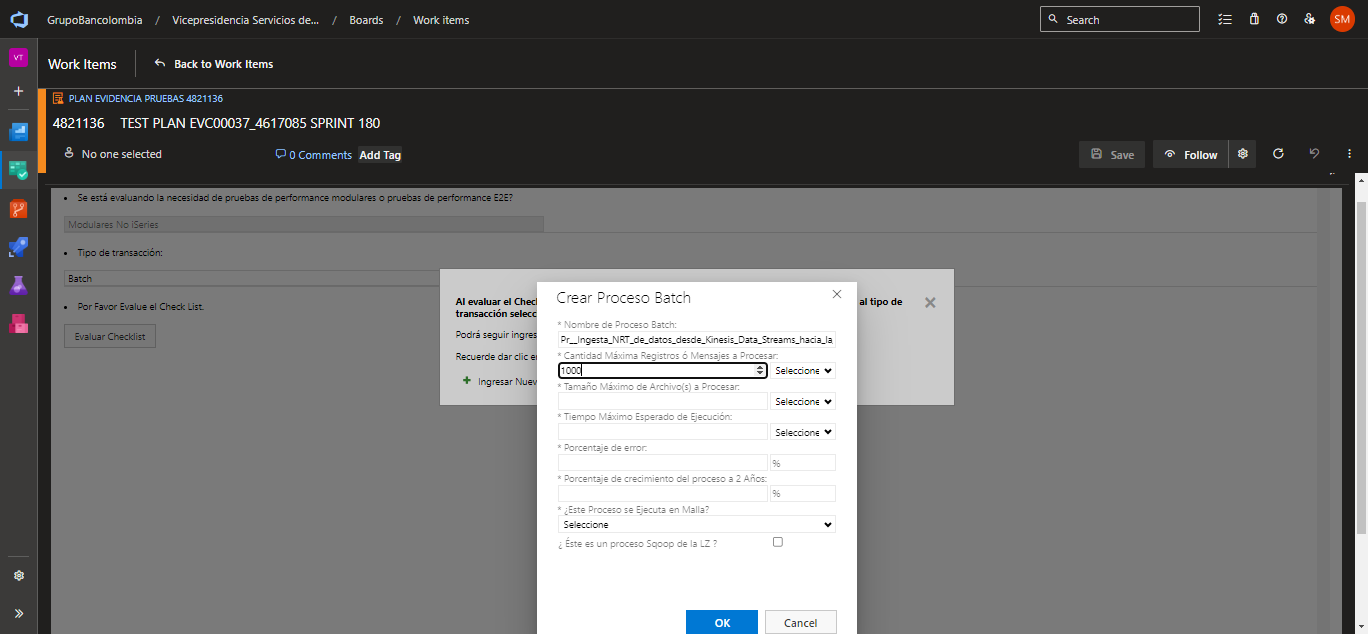 GrupoBancolombia / Vicepresidencia Servicios de... / Boards / Work items
Search
SM
VT
Work Items
Back to Work Items
PLAN EVIDENCIA PRUEBAS 4821136
4821136 TEST PLAN EVC00037_4617085 SPRINT 180
No one selected
0 Comments
Add Tag
Save
Follow
• Se está evaluando la necesidad de pruebas de performance modulares o pruebas de performance E2E?
Modulares No iSeries
• Tipo de transacción:
Batch
• Por Favor Evalue el Check List.
Evaluar Checklist
Al evaluar el Chec
al tipo de
transacción selecc
Podrá seguir ingres
Recuerde dar clic e
Ingresar Nuev
Crear Proceso Batch
* Nombre de Proceso Batch:
Pr__Ingesta_NRT_de_datos_desde_Kinesis_Data_Streams_hacia_la
* Cantidad Máxima Registros ó Mensajes a Procesar:
1000 Seleccione
* Tamaño Máximo de Archivo(s) a Procesar:
Seleccione
* Tiempo Máximo Esperado de Ejecución:
Seleccione
* Porcentaje de error:
%
* Porcentaje de crecimiento del proceso a 2 Años:
%
* ¿Este Proceso se Ejecuta en Malla?
Seleccione
¿ Éste es un proceso Sqoop de la LZ ?
OK
Cancel